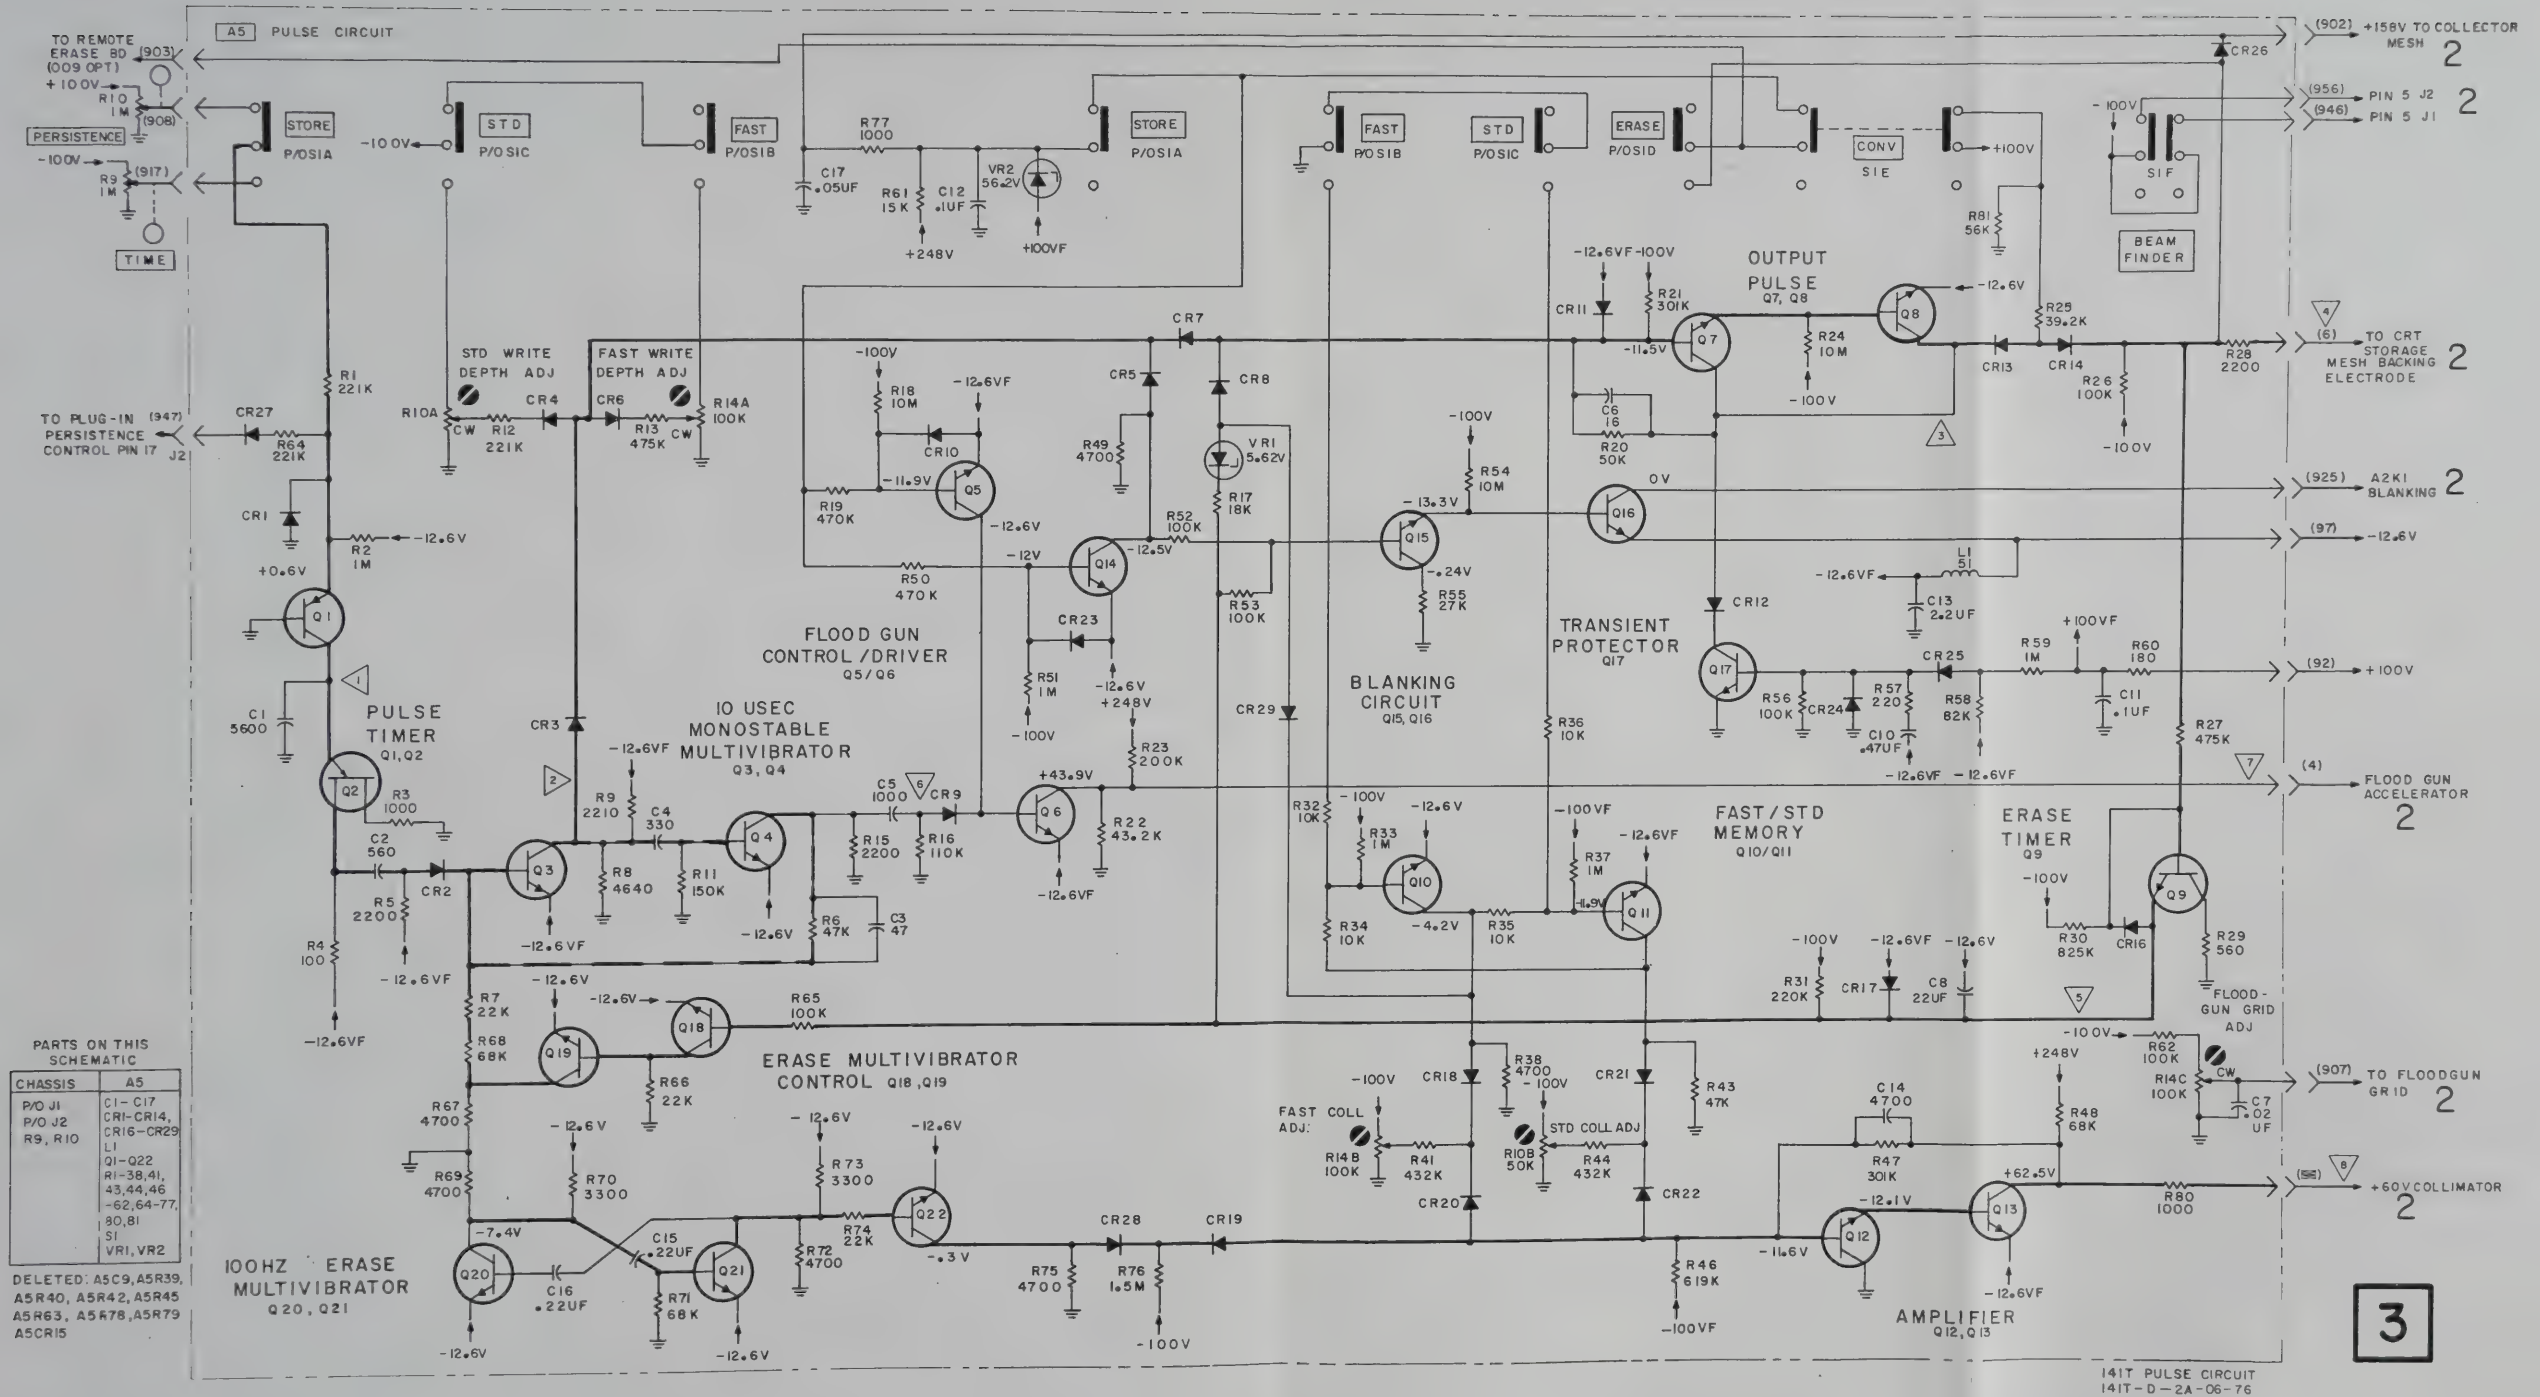 A5 PULSE CIRCUIT
TO REMOTE
ERASE BD (903)
(009 OPT)
+100V
R10
1M
(908)
PERSISTENCE
-100V
R9
1M
(917)
TIME
STORE
P/OS1A
-100V
STD
P/OS1C
FAST
P/OS1B
R77
1000
C17
.05UF
R61
15K
+248V
C12
.1UF
VR2
56.2V
+100VF
STORE
P/OS1A
FAST
P/OS1B
STD
P/OS1C
ERASE
P/OS1D
CONV
S1E
+100V
R81
56K
-100V
S1F
BEAM
FINDER
CR26
(902) +158V TO COLLECTOR
MESH 2
(956) PIN 5 J2
2
(946) PIN 5 J1
-12.6VF
-100V
CR11
R21
301K
OUTPUT
PULSE
Q7, Q8
-11.5V
Q7
Q8
-12.6V
R24
10M
-100V
R25
39.2K
CR13
CR14
R26
100K
-100V
R28
2200
4
(6) TO CRT
STORAGE
MESH BACKING
ELECTRODE
2
3
C6
16
R20
50K
R1
221K
TO PLUG-IN (947)
PERSISTENCE
CONTROL PIN 17 J2
CR27
R64
221K
CR1
R2
1M
-12.6V
+0.6V
Q1
1
C1
5600
PULSE
TIMER
Q1,Q2
Q2
R3
1000
C2
560
R5
2200
CR2
R4
100
-12.6VF
-12.6VF
STD WRITE
DEPTH ADJ
R10A
CW
R12
221K
CR4
FAST WRITE
DEPTH ADJ
CR6
R13
475K
CW
R14A
100K
-100V
R18
10M
-12.6VF
CR10
-11.9V
Q5
R19
470K
-12.6V
R50
470K
-12V
Q14
-12.5V
CR23
R51
1M
-100V
-12.6V
+248V
R23
200K
CR7
CR5
R49
4700
CR8
VR1
5.62V
R17
18K
R52
100K
R53
100K
CR29
FLOOD GUN
CONTROL/DRIVER
Q5/Q6
10 USEC
MONOSTABLE
MULTIVIBRATOR
Q3, Q4
CR3
2
-12.6VF
R9
2210
C4
330
Q3
-12.6VF
R8
4640
R11
150K
Q4
-12.6V
R6
47K
C3
47
R15
2200
C5
1000
6
R16
110K
CR9
+43.9V
Q6
-12.6VF
R22
43.2K
-100V
R54
10M
-13.3V
Q15
-.24V
R55
27K
BLANKING
CIRCUIT
Q15, Q16
Q16
0V
(925) A2K1
BLANKING 2
(97) -12.6V
L1
51
-12.6VF
C13
2.2UF
TRANSIENT
PROTECTOR
Q17
CR12
Q17
R56
100K
CR24
R57
220
C10
.47UF
-12.6VF
CR25
R58
82K
-12.6VF
R59
1M
+100VF
R60
180
C11
.1UF
(92) +100V
R27
475K
7
(4) FLOOD GUN
ACCELERATOR
2
R36
10K
R32
10K
-100V
R33
1M
-12.6V
Q10
-4.2V
R34
10K
R35
10K
-100VF
R37
1M
-11.9V
-12.6VF
Q11
FAST/STD
MEMORY
Q10/Q11
ERASE
TIMER
Q9
-100V
R30
825K
CR16
Q9
R29
560
-100V
R31
220K
-12.6VF
CR17
-12.6V
C8
22UF
5
FLOOD-
GUN GRID
ADJ
-100V
R62
100K
CW
R14C
100K
C7
.02
UF
(907) TO FLOODGUN
GRID 2
R7
22K
R68
68K
-12.6V
Q19
-12.6V
Q18
R65
100K
R66
22K
R67
4700
ERASE MULTIVIBRATOR
CONTROL Q18,Q19
R69
4700
-12.6V
R70
3300
-7.4V
Q20
-12.6V
C16
.22UF
C15
.22UF
R71
68K
Q21
-12.6V
-12.6V
R73
3300
R72
4700
R74
22K
-12.6V
Q22
-.3V
100HZ ERASE
MULTIVIBRATOR
Q20, Q21
R75
4700
CR28
R76
1.5M
-100V
CR19
-100V
FAST COLL
ADJ.
R14B
100K
R41
432K
CR18
R38
4700
CR20
-100V
STD COLL ADJ
R10B
50K
R44
432K
CR21
R43
47K
CR22
R46
619K
-100VF
C14
4700
R47
301K
+248V
R48
68K
-11.6V
Q12
-12.1V
Q13
+62.5V
-12.6VF
R80
1000
8
+60V COLLIMATOR
2
AMPLIFIER
Q12,Q13
PARTS ON THIS
SCHEMATIC
CHASSIS A5
P/O J1
P/O J2
R9, R10
C1-C17
CR1-CR14,
CR16-CR29
L1
Q1-Q22
R1-38,41,
43,44,46
-62,64-77,
80,81
S1
VR1,VR2
DELETED: A5C9,A5R39,
A5R40, A5R42, A5R45
A5R63, A5R78,A5R79
A5CR15
3
141T PULSE CIRCUIT
141T-D-2A-06-76